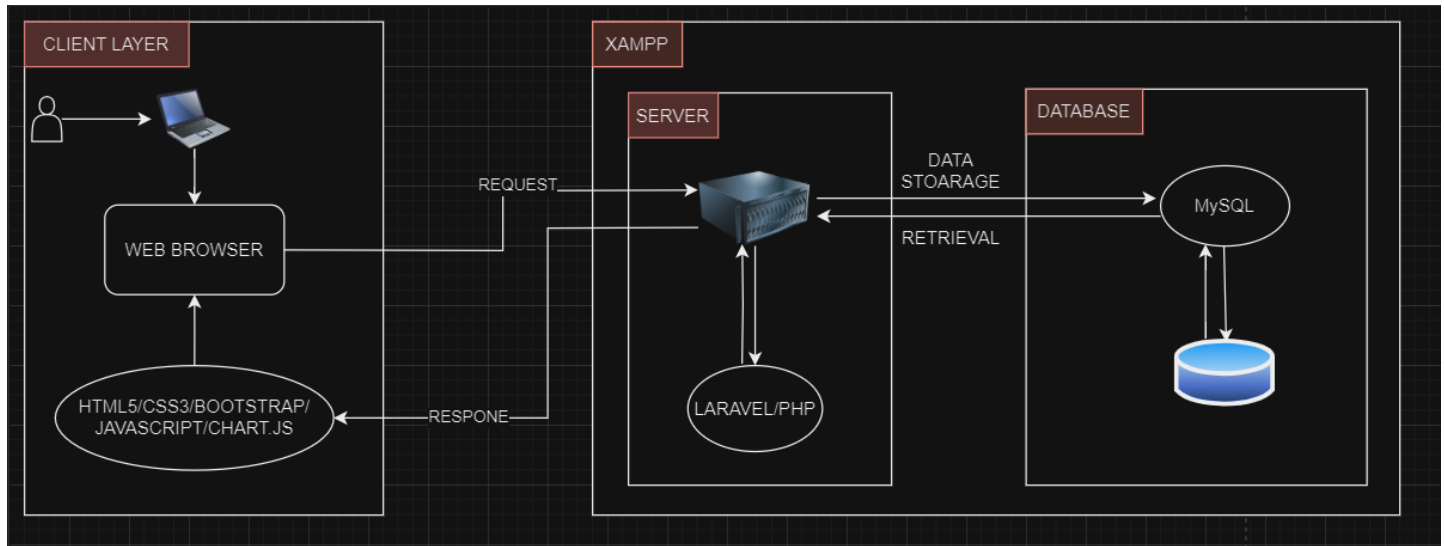 CLIENT LAYER
XAMPP
SERVER
DATABASE
REQUEST
DATA
STOARAGE
MySQL
RETRIEVAL
WEB BROWSER
HTML5/CSS3/BOOTSTRAP/
JAVASCRIPT/CHART.JS
RESPONE
LARAVEL/PHP